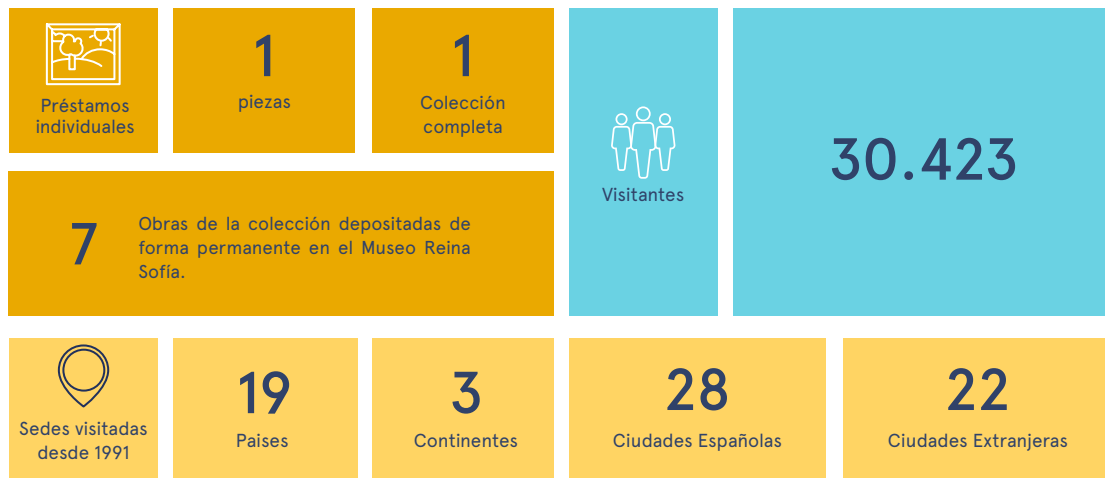 Préstamos
individuales
1
piezas
1
Colección
completa
7
Obras de la colección depositadas de
forma permanente en el Museo Reina
Sofía.
Visitantes
30.423
Sedes visitadas
desde 1991
19
Paises
3
Continentes
28
Ciudades Españolas
22
Ciudades Extranjeras